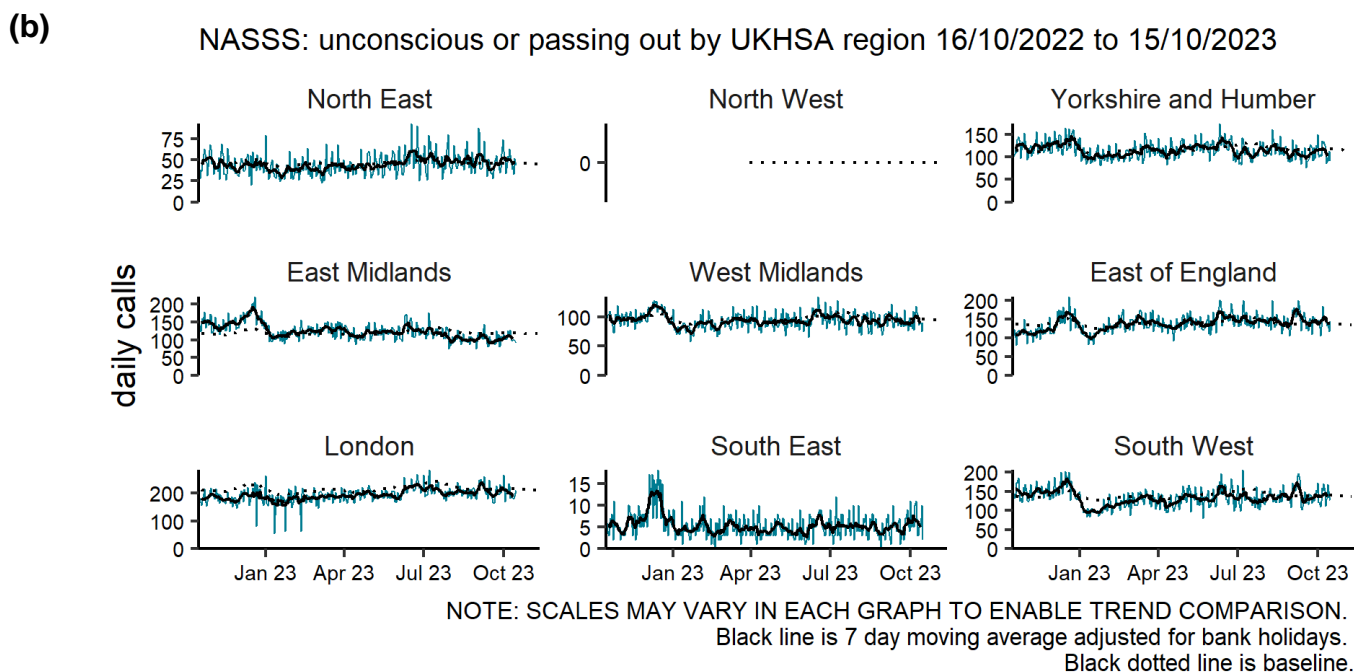 (b)
NASSS: unconscious or passing out by UKHSA region 16/10/2022 to 15/10/2023
North East
North West
Yorkshire and Humber
75
50
25
0
0
150
100
50
0
East Midlands
West Midlands
East of England
daily calls
200
150
100
50
0
100
50
0
200
150
100
50
0
London
South East
South West
200
100
0
15
10
5
0
200
150
100
50
0
Jan 23 Apr 23 Jul 23 Oct 23
Jan 23 Apr 23 Jul 23 Oct 23
Jan 23 Apr 23 Jul 23 Oct 23
NOTE: SCALES MAY VARY IN EACH GRAPH TO ENABLE TREND COMPARISON.
Black line is 7 day moving average adjusted for bank holidays.
Black dotted line is baseline.